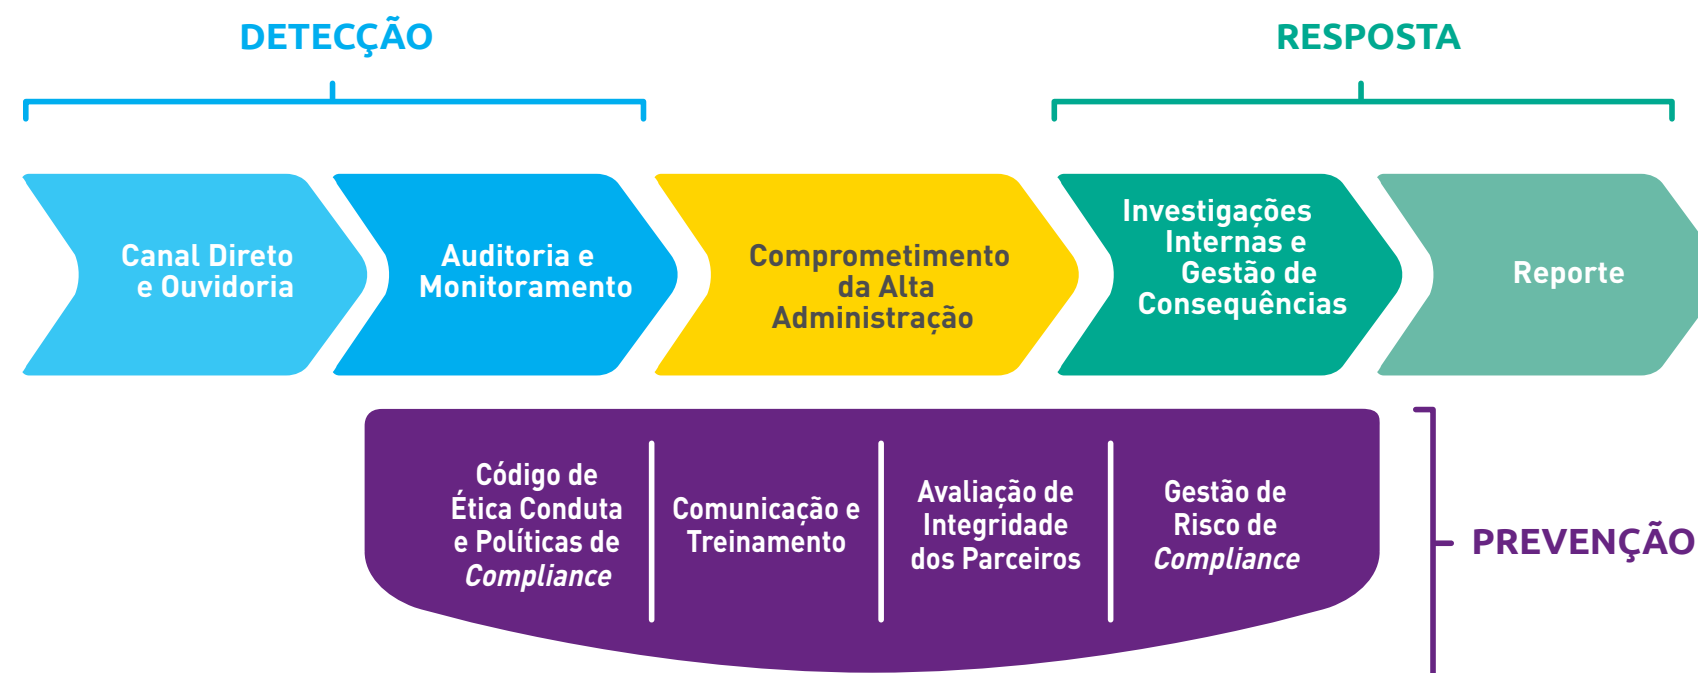 DETECÇÃO
RESPOSTA
Canal Direto
e Ouvidoria
Auditoria e
Monitoramento
Comprometimento
da Alta
Administração
Investigações
Internas e
Gestão de
Consequências
Reporte
Código de
Ética Conduta
e Políticas de
Compliance
Comunicação e
Treinamento
Avaliação de
Integridade
dos Parceiros
Gestão de
Risco de
Compliance
PREVENÇÃO